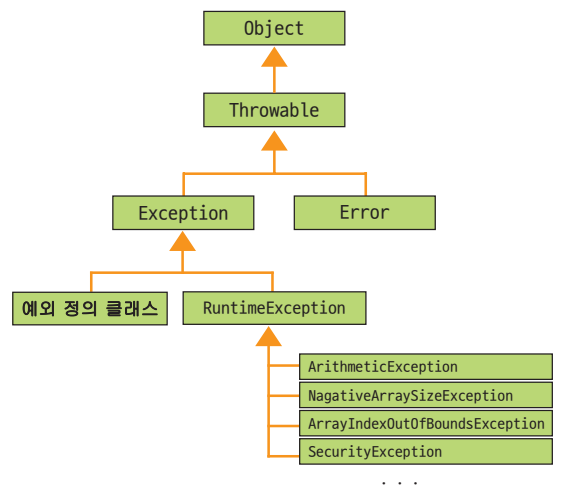 Object
Throwable
Exception
Error
예외 정의 클래스
RuntimeException
ArithmeticException
NagativeArraySizeException
ArrayIndexOutOfBoundsException
SecurityException
. . .